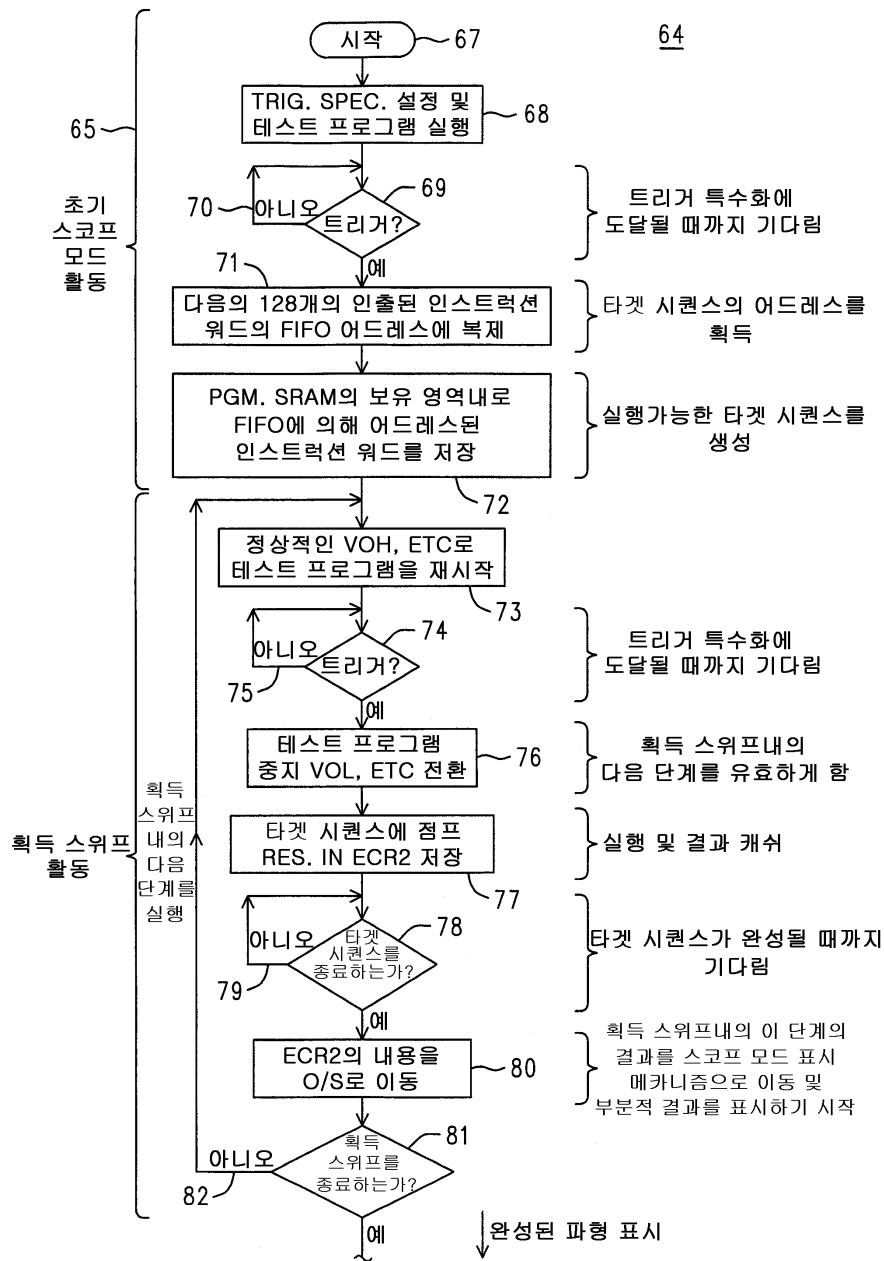 시작
67
64
65
TRIG. SPEC. 설정 및
테스트 프로그램 실행
68
초기
스코프
모드
활동
69
70
아니오
트리거?
예
트리거 특수화에
도달될 때까지 기다림
71
다음의 128개의 인출된 인스트럭션
워드의 FIFO 어드레스에 복제
타겟 시퀀스의 어드레스를
획득
PGM. SRAM의 보유 영역내로
FIFO에 의해 어드레스된
인스트럭션 워드를 저장
72
실행가능한 타겟 시퀀스를
생성
정상적인 VOH, ETC로
테스트 프로그램을 재시작
73
74
아니오
75
트리거?
예
트리거 특수화에
도달될 때까지 기다림
테스트 프로그램
중지 VOL, ETC 전환
76
획득 스위프내의
다음 단계를 유효하게 함
획득 스위프
활동
획득
스위프
내의
다음
단계를
실행
타겟 시퀀스에 점프
RES. IN ECR2 저장
77
실행 및 결과 캐쉬
78
아니오
79
타겟
시퀀스를
종료하는가?
예
타겟 시퀀스가 완성될 때까지
기다림
ECR2의 내용을
O/S로 이동
80
획득 스위프내의 이 단계의
결과를 스코프 모드 표시
메카니즘으로 이동 및
부분적 결과를 표시하기 시작
81
아니오
82
획득
스위프를
종료하는가?
예
완성된 파형 표시